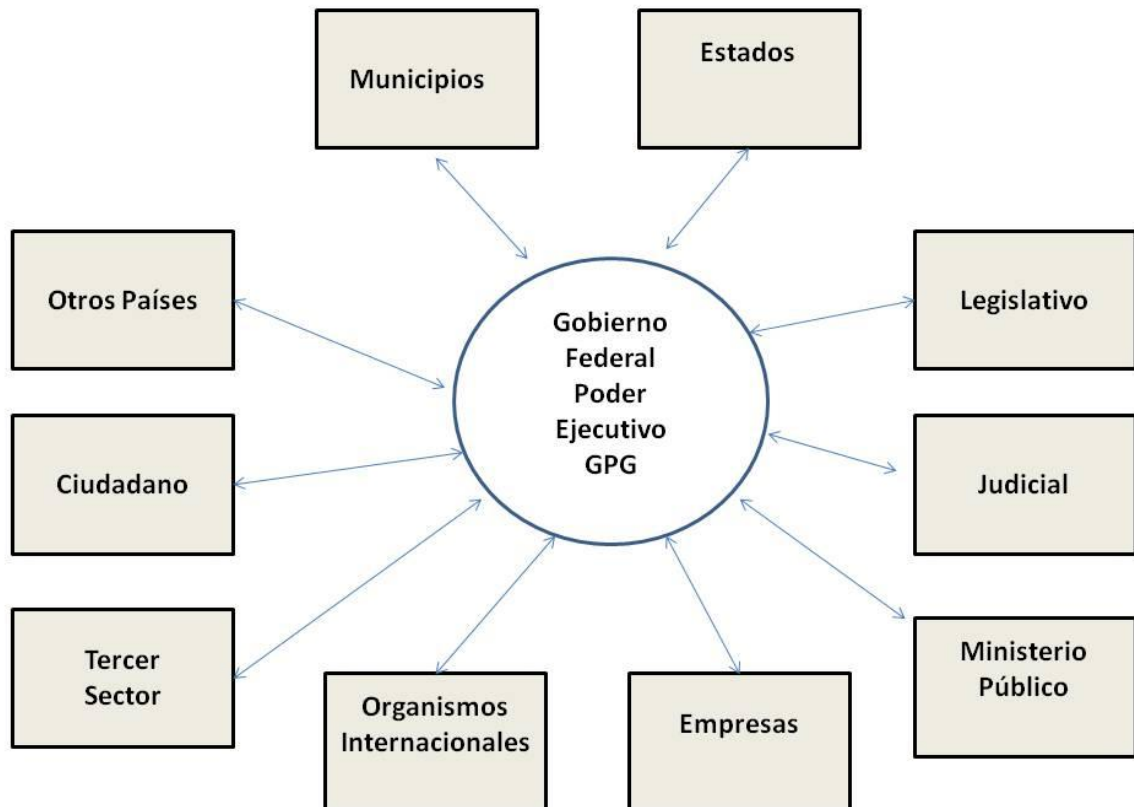 Municipios
Estados
Otros Países
Gobierno
Federal
Poder
Ejecutivo
GPG
Legislativo
Ciudadano
Judicial
Tercer
Sector
Organismos
Internacionales
Empresas
Ministerio
Público